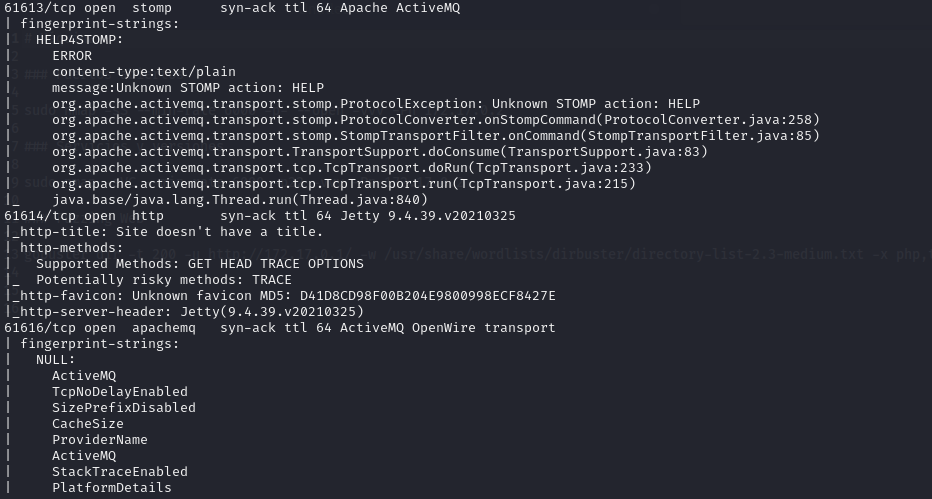 61613/tcp open  stomp      syn-ack ttl 64 Apache ActiveMQ
| fingerprint-strings:
|   HELP4STOMP:
|     ERROR
|     content-type:text/plain
|     message:Unknown STOMP action: HELP
|     org.apache.activemq.transport.stomp.ProtocolException: Unknown STOMP action: HELP
|     org.apache.activemq.transport.stomp.ProtocolConverter.onStompCommand(ProtocolConverter.java:258)
|     org.apache.activemq.transport.stomp.StompTransportFilter.onCommand(StompTransportFilter.java:85)
|     org.apache.activemq.transport.TransportSupport.doConsume(TransportSupport.java:83)
|     org.apache.activemq.transport.tcp.TcpTransport.doRun(TcpTransport.java:233)
|     org.apache.activemq.transport.tcp.TcpTransport.run(TcpTransport.java:215)
|_    java.base/java.lang.Thread.run(Thread.java:840)
61614/tcp open  http       syn-ack ttl 64 Jetty 9.4.39.v20210325
|_http-title: Site doesn't have a title.
| http-methods:
|   Supported Methods: GET HEAD TRACE OPTIONS
|_  Potentially risky methods: TRACE
|_http-favicon: Unknown favicon MD5: D41D8CD98F00B204E9800998ECF8427E
|_http-server-header: Jetty(9.4.39.v20210325)
61616/tcp open  apachemq   syn-ack ttl 64 ActiveMQ OpenWire transport
| fingerprint-strings:
|   NULL:
|     ActiveMQ
|     TcpNoDelayEnabled
|     SizePrefixDisabled
|     CacheSize
|     ProviderName
|     ActiveMQ
|     StackTraceEnabled
|     PlatformDetails